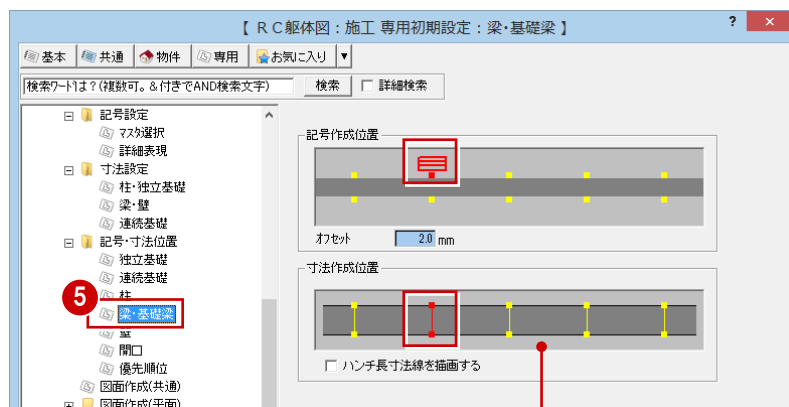 【 RC躯体図：施工 専用初期設定：梁・基礎梁 】 ? ×
基本 共通 物件 専用 お気に入り ▼
検索ワードは？(複数可。＆付きでAND検索文字) 検索 詳細検索
記号設定
マスタ選択
詳細表現
寸法設定
柱・独立基礎
梁・壁
連続基礎
記号・寸法位置
独立基礎
連続基礎
柱
5
梁・基礎梁
壁
開口
優先順位
図面作成(共通)
図面作成(平面)
記号作成位置
オフセット 2.0 mm
寸法作成位置
ハンチ長寸法線を描画する